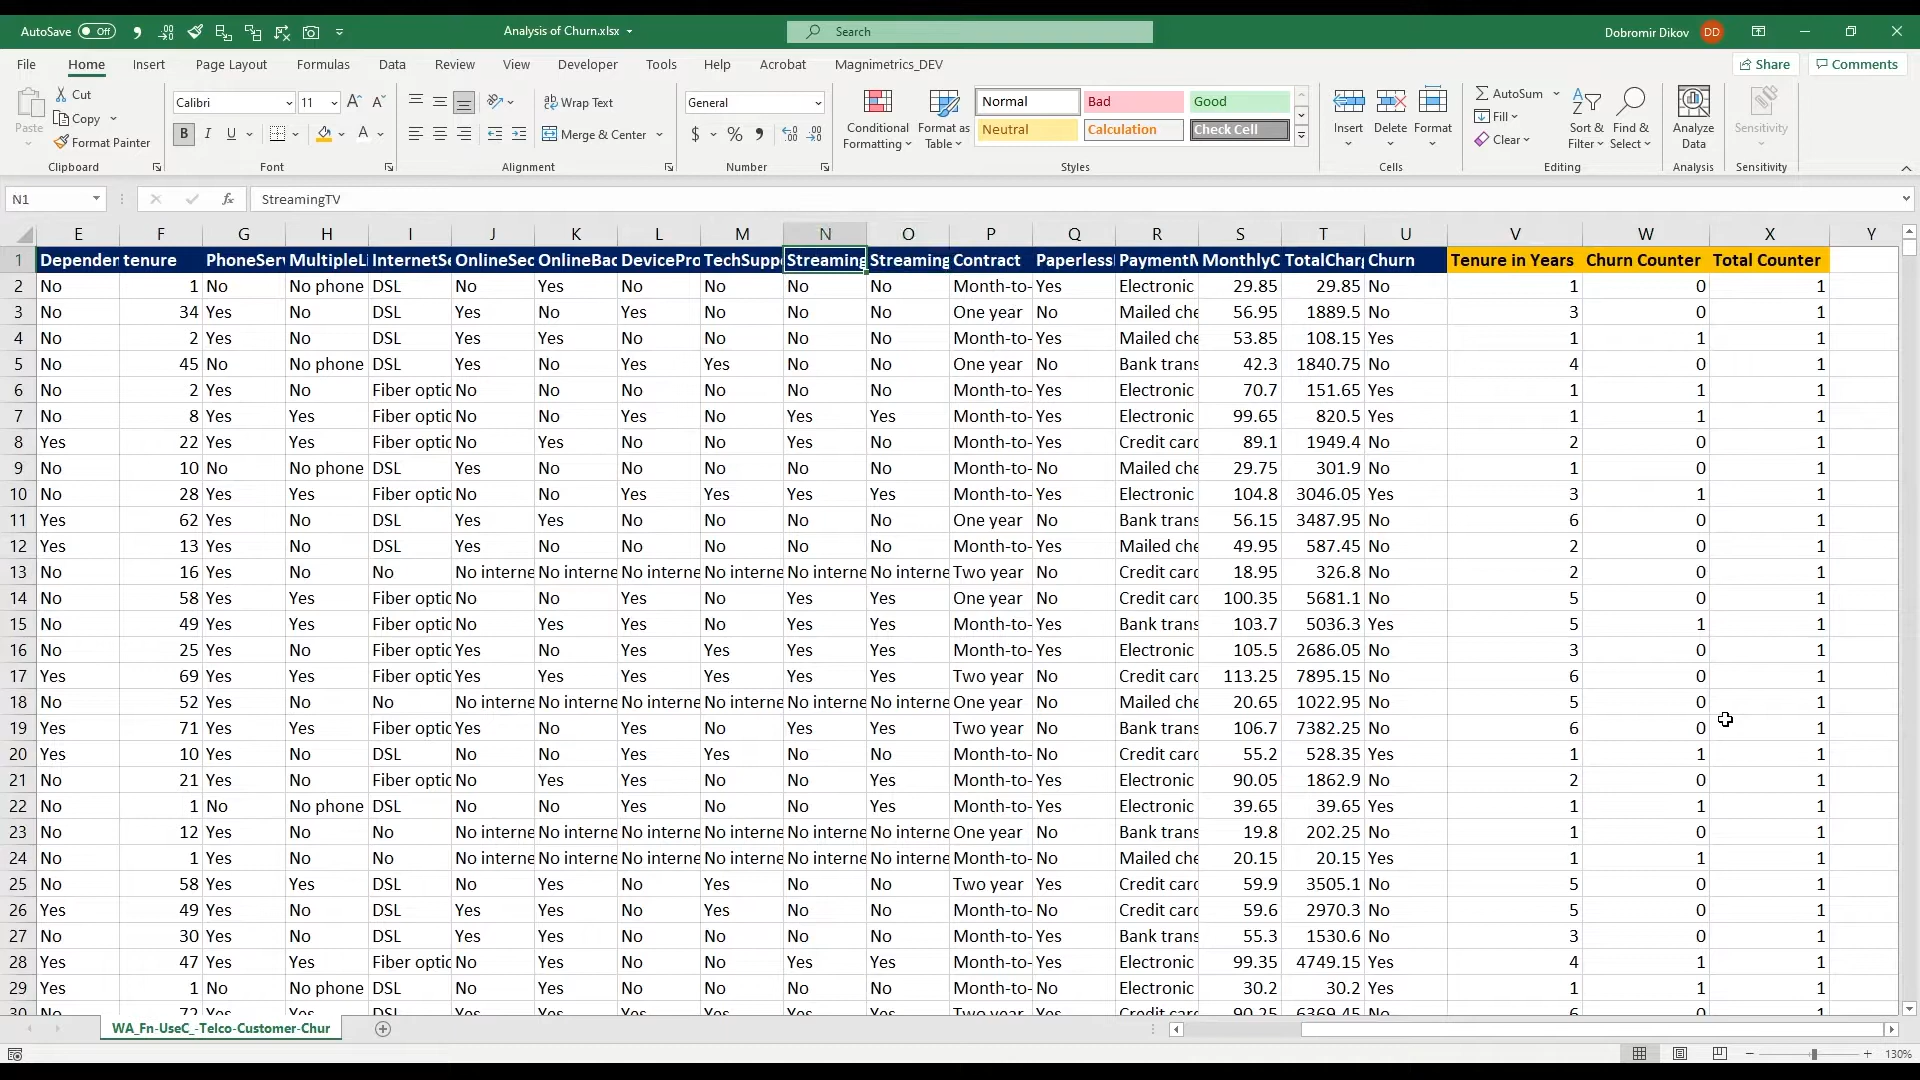 AutoSave Off Analysis of Churn.xlsx Search Dobromir Dikov DD
File Home Insert Page Layout Formulas Data Review View Developer Tools Help Acrobat Magnimetrics_DEV Share Comments
Paste Cut Copy Format Painter Clipboard
Calibri 11 B I U A Font
Wrap Text Merge & Center Alignment
General $ % Number
Conditional Formatting Format as Table Normal Bad Good Neutral Calculation Check Cell Styles
Insert Delete Format Cells
AutoSum Fill Clear Sort & Filter Find & Select Editing
Analyze Data Analysis Sensitivity Sensitivity
N1 fx StreamingTV
E F G H I J K L M N O P Q R S T U V W X Y
1 Depender tenure PhoneSer MultipleLi InternetSe OnlineSec OnlineBac DevicePro TechSuppo Streaming Streaming Contract Paperless PaymentM MonthlyC TotalCharg Churn Tenure in Years Churn Counter Total Counter
2 No 1 No No phone DSL No Yes No No No No Month-to- Yes Electronic 29.85 29.85 No 1 0 1
3 No 34 Yes No DSL Yes No Yes No No No One year No Mailed che 56.95 1889.5 No 3 0 1
4 No 2 Yes No DSL Yes Yes No No No No Month-to- Yes Mailed che 53.85 108.15 Yes 1 1 1
5 No 45 No No phone DSL Yes No Yes Yes No No One year No Bank trans 42.3 1840.75 No 4 0 1
6 No 2 Yes No Fiber optic No No No No No No Month-to- Yes Electronic 70.7 151.65 Yes 1 1 1
7 No 8 Yes Yes Fiber optic No No Yes No Yes Yes Month-to- Yes Electronic 99.65 820.5 Yes 1 1 1
8 Yes 22 Yes Yes Fiber optic No Yes No No Yes No Month-to- Yes Credit card 89.1 1949.4 No 2 0 1
9 No 10 No No phone DSL Yes No No No No No Month-to- No Mailed che 29.75 301.9 No 1 0 1
10 No 28 Yes Yes Fiber optic No No Yes Yes Yes Yes Month-to- Yes Electronic 104.8 3046.05 Yes 3 1 1
11 Yes 62 Yes No DSL Yes Yes No No No No One year No Bank trans 56.15 3487.95 No 6 0 1
12 Yes 13 Yes No DSL Yes No No No No No Month-to- Yes Mailed che 49.95 587.45 No 2 0 1
13 No 16 Yes No No No interne No interne No interne No interne No interne No interne Two year No Credit card 18.95 326.8 No 2 0 1
14 No 58 Yes Yes Fiber optic No No Yes No Yes Yes One year No Credit card 100.35 5681.1 No 5 0 1
15 No 49 Yes Yes Fiber optic No Yes Yes No Yes Yes Month-to- Yes Bank trans 103.7 5036.3 Yes 5 1 1
16 No 25 Yes No Fiber optic Yes No Yes Yes Yes Yes Month-to- Yes Electronic 105.5 2686.05 No 3 0 1
17 Yes 69 Yes Yes Fiber optic Yes Yes Yes Yes Yes Yes Two year No Credit card 113.25 7895.15 No 6 0 1
18 No 52 Yes No No No interne No interne No interne No interne No interne No interne One year No Mailed che 20.65 1022.95 No 5 0 1
19 Yes 71 Yes Yes Fiber optic Yes No Yes No Yes Yes Two year No Bank trans 106.7 7382.25 No 6 0 1
20 Yes 10 Yes No DSL No No Yes Yes No No Month-to- No Credit card 55.2 528.35 Yes 1 1 1
21 No 21 Yes No Fiber optic No Yes Yes No No Yes Month-to- Yes Electronic 90.05 1862.9 No 2 0 1
22 No 1 No No phone DSL No No Yes No No Yes Month-to- Yes Electronic 39.65 39.65 Yes 1 1 1
23 No 12 Yes No No No interne No interne No interne No interne No interne No interne One year No Bank trans 19.8 202.25 No 1 0 1
24 No 1 Yes No No No interne No interne No interne No interne No interne No interne Month-to- No Mailed che 20.15 20.15 Yes 1 1 1
25 No 58 Yes Yes DSL No Yes No Yes No No Two year Yes Credit card 59.9 3505.1 No 5 0 1
26 Yes 49 Yes No DSL Yes Yes No Yes No No Month-to- No Credit card 59.6 2970.3 No 5 0 1
27 No 30 Yes No DSL Yes Yes No No No No Month-to- Yes Bank trans 55.3 1530.6 No 3 0 1
28 Yes 47 Yes Yes Fiber optic No Yes No No Yes Yes Month-to- Yes Electronic 99.35 4749.15 Yes 4 1 1
29 Yes 1 No No phone DSL No Yes No No No No Month-to- No Electronic 30.2 30.2 Yes 1 1 1
30 No 72 Yes Yes DSL Yes Yes Yes Yes Yes Yes Two year Yes Credit card 90.25 6369.45 No 6 0 1
WA_Fn-UseC_-Telco-Customer-Chur
130%